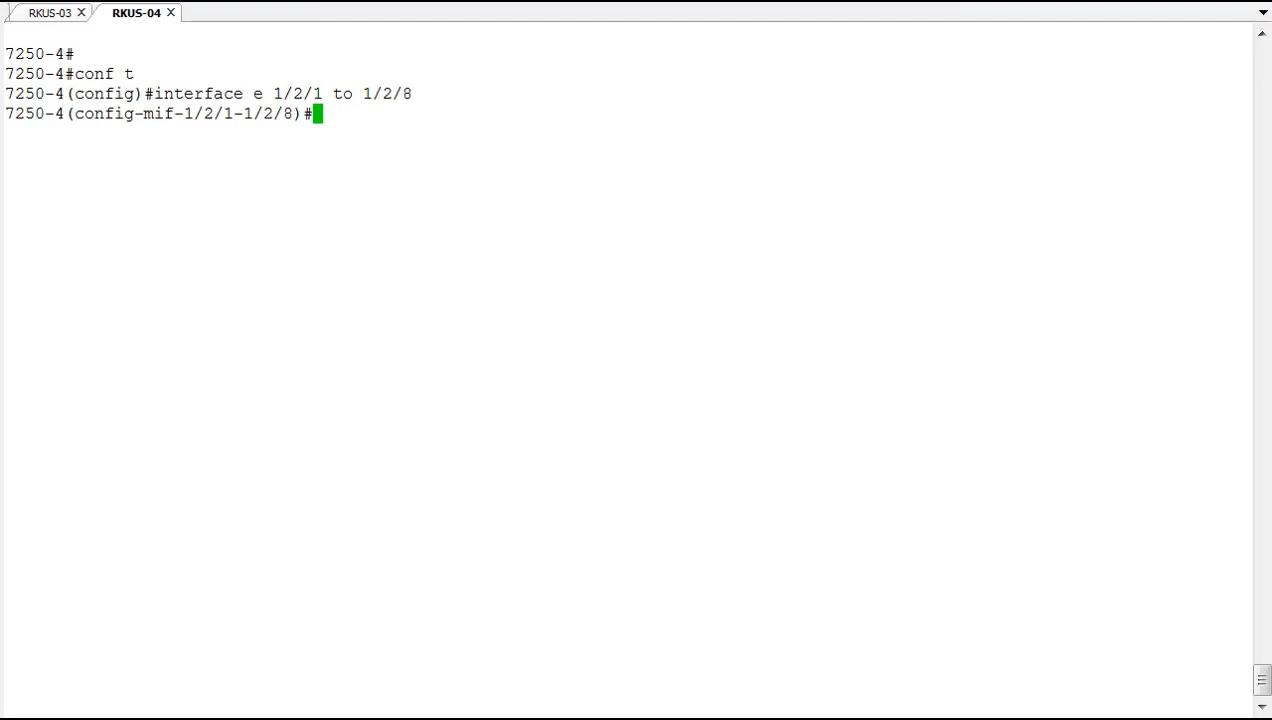 RKUS-03 X RKUS-04 X
7250-4#
7250-4#conf t
7250-4(config)#interface e 1/2/1 to 1/2/8
7250-4(config-mif-1/2/1-1/2/8)#